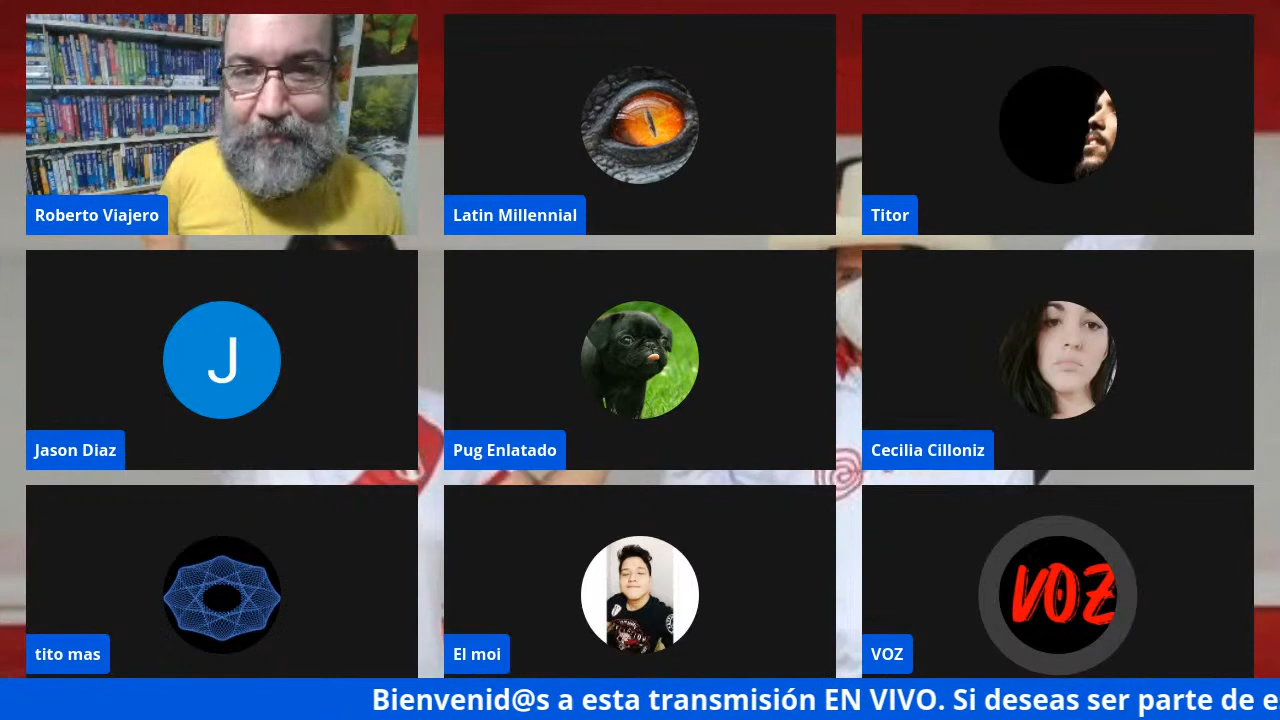 Roberto Viajero
Latin Millennial
Titor
Jason Diaz
J
Pug Enlatado
Cecilia Cilloniz
tito mas
El moi
VOZ
VOZ
Bienvenid@s a esta transmisión EN VIVO. Si deseas ser parte de e